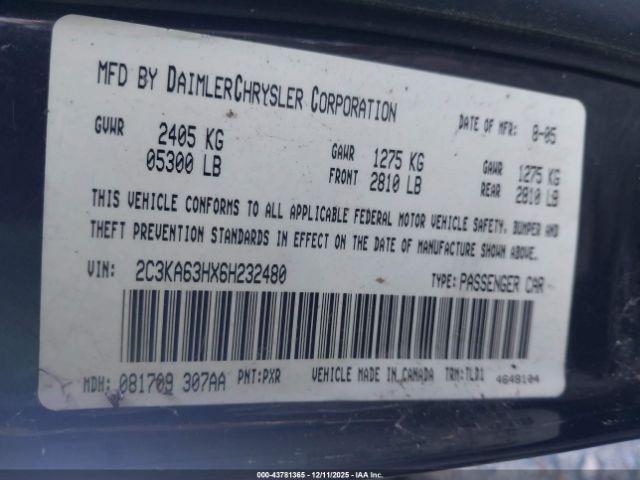 MFD BY DAIMLERCHRYSLER CORPORATION
DATE OF MFR: 8-05
GVWR 2405 KG
05300 LB
GAWR FRONT 1275 KG
2810 LB
GAWR REAR 1275 KG
2810 LB
THIS VEHICLE CONFORMS TO ALL APPLICABLE FEDERAL MOTOR VEHICLE SAFETY, BUMPER AND
THEFT PREVENTION STANDARDS IN EFFECT ON THE DATE OF MANUFACTURE SHOWN ABOVE.
VIN: 2C3KA63HX6H232480 TYPE: PASSENGER CAR
MDH: 081709 307AA PNT: PXR VEHICLE MADE IN CANADA TRM: TLD1 4648104
000-43781365 - 12/11/2025 - IAA Inc.